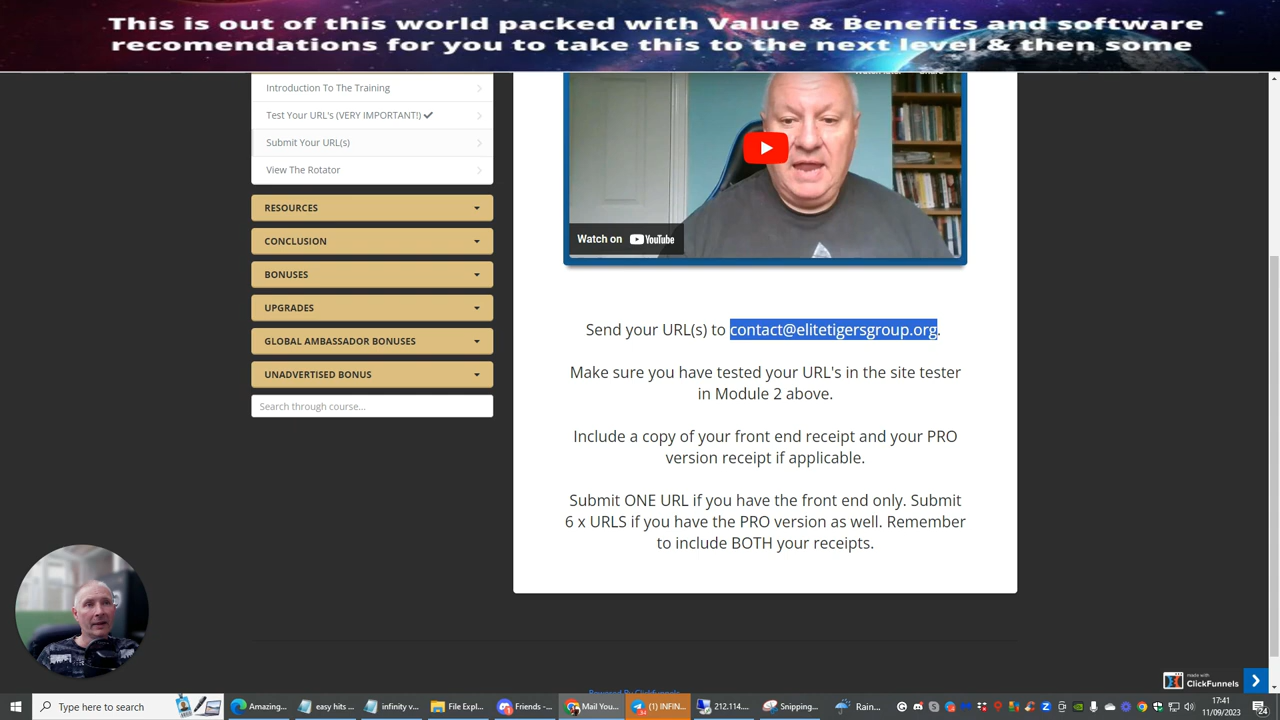 This is out of this world packed with Value & Benefits and software
recomendations for you to take this to the next level & then some
Introduction To The Training
Test Your URL's (VERY IMPORTANT!)
Submit Your URL(s)
View The Rotator
RESOURCES
CONCLUSION
BONUSES
UPGRADES
GLOBAL AMBASSADOR BONUSES
UNADVERTISED BONUS
Search through course...
Watch on YouTube
Send your URL(s) to contact@elitetigersgroup.org.
Make sure you have tested your URL's in the site tester
in Module 2 above.
Include a copy of your front end receipt and your PRO
version receipt if applicable.
Submit ONE URL if you have the front end only. Submit
6 x URLS if you have the PRO version as well. Remember
to include BOTH your receipts.
Powered By ClickFunnels
made with
ClickFunnels
Type here to search
Amazing...
easy hits ...
infinity v...
File Expl...
Friends - ...
Mail You...
(1) INFIN...
212.114....
Snipping...
Rain...
17:41
11/09/2023
24